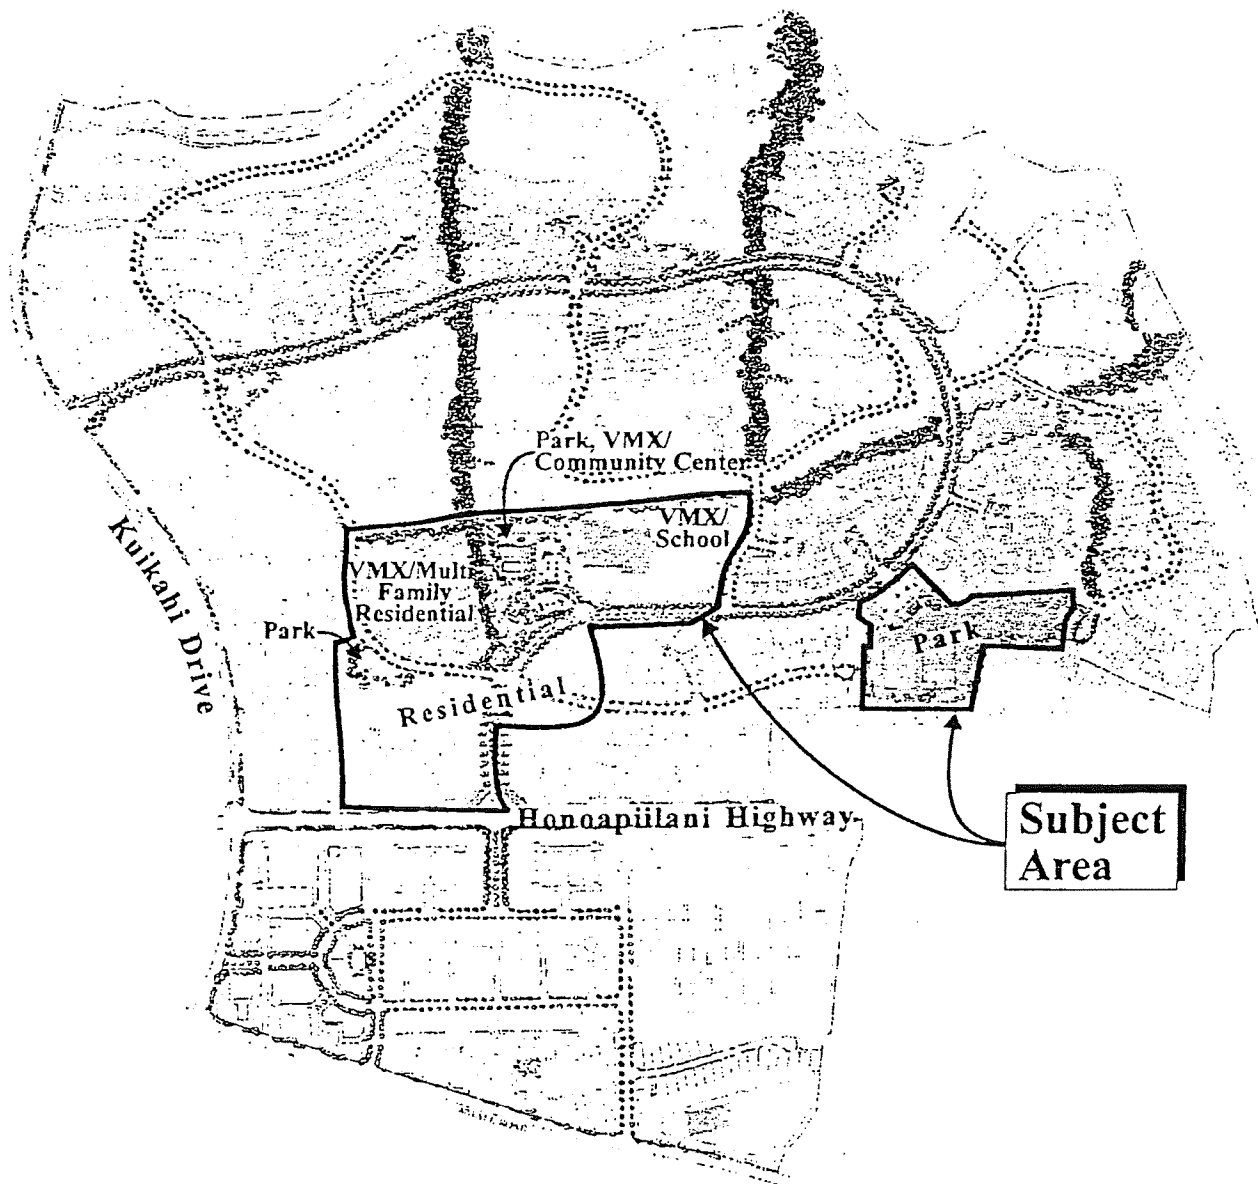 Park, VMX/
Community Center
VMX/
School
VMX/Multi
Family
Residential
Park
Park
Residential
Kuikahi Drive
Honoapiilani Highway
Subject
Area